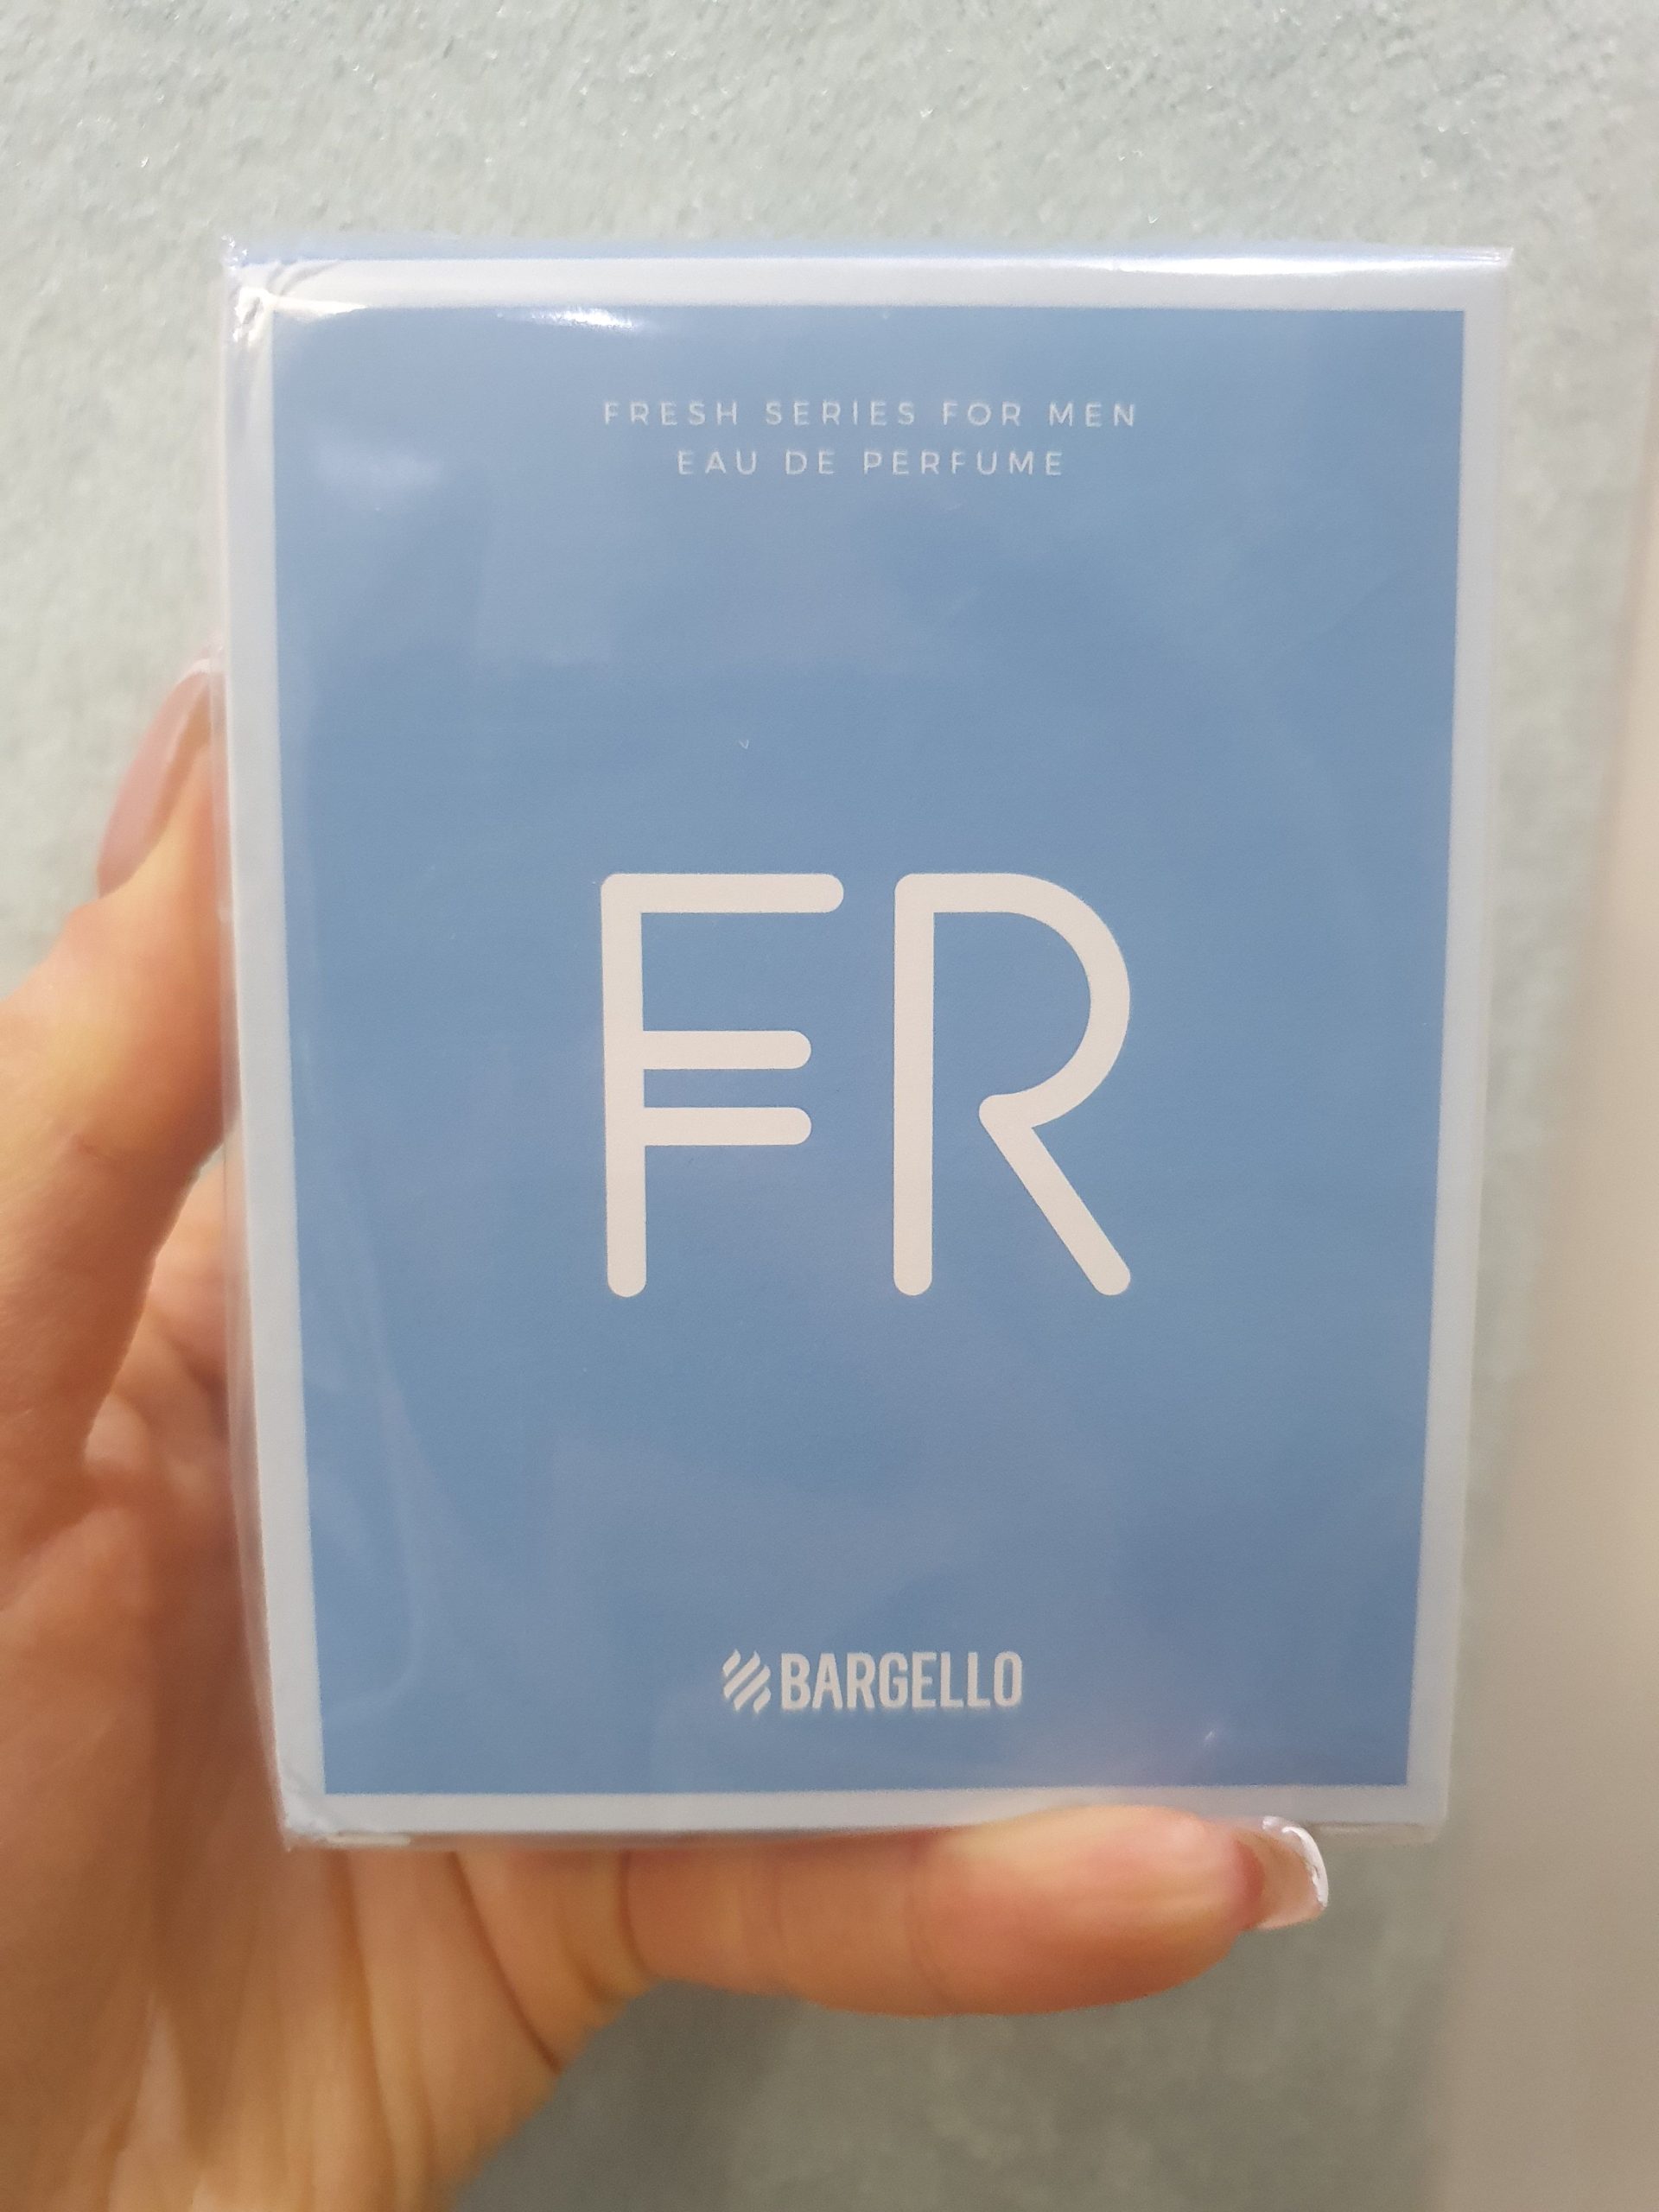 FRESH SERIES FOR MEN
EAU DE PERFUME
FR
BARGELLO